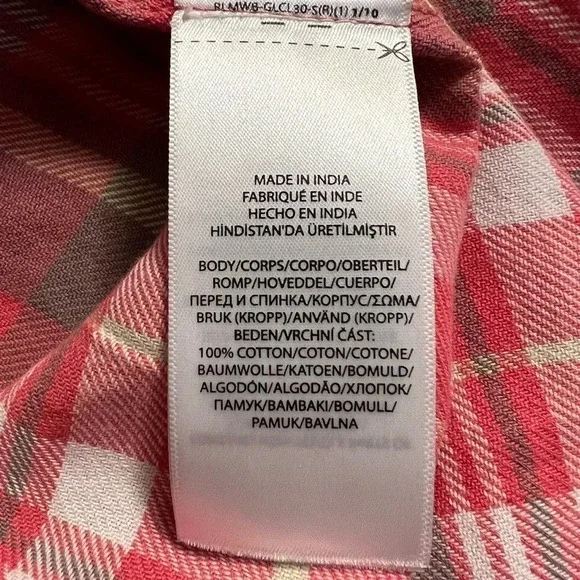 RLMWB-GLCL30-S(R)(1) 1/10
MADE IN INDIA
FABRIQUÉ EN INDE
HECHO EN INDIA
HİNDİSTAN'DA ÜRETİLMİŞTİR
BODY/CORPS/CORPO/OBERTEIL/
ROMP/HOVEDDEL/CUERPO/
ПЕРЕД И СПИНКА/КОРПУС/ΣΩΜΑ/
BRUK (KROPP)/ANVÄND (KROPP)/
BEDEN/VRCHNÍ ČÁST:
100% COTTON/COTON/COTONE/
BAUMWOLLE/KATOEN/BOMULD/
ALGODÓN/ALGODÃO/ХЛОПОК/
ПАМУК/ΒΑΜΒΑΚΙ/BOMULL/
PAMUK/BAVLNA